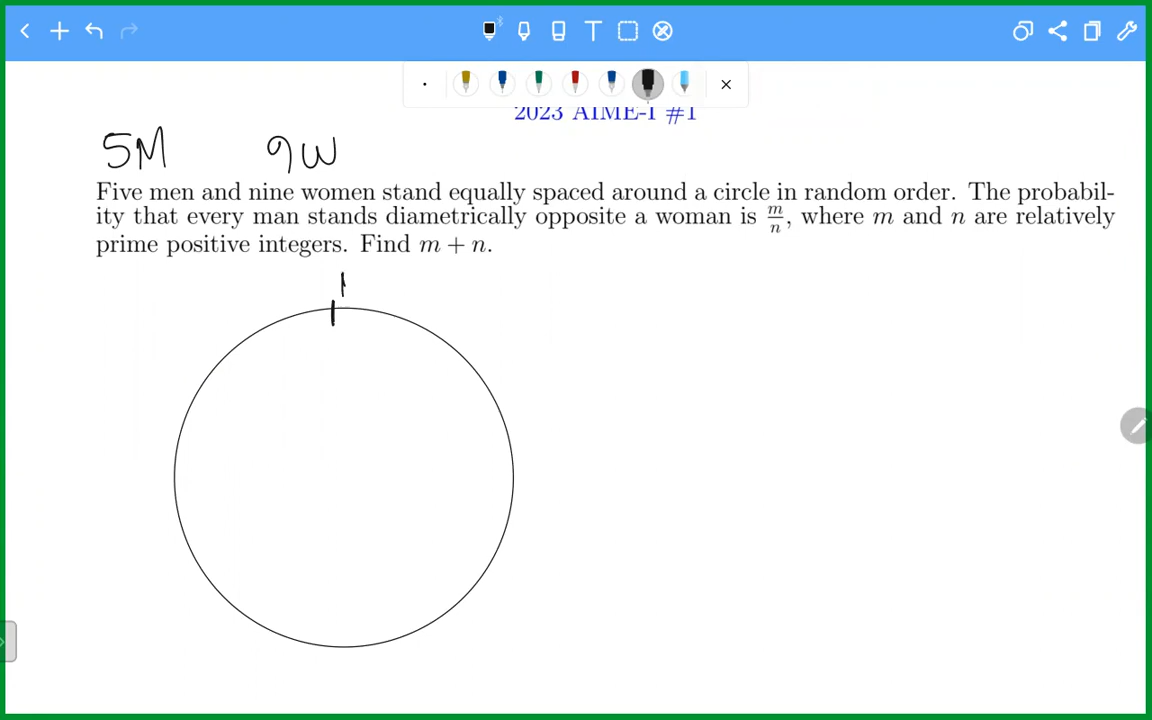 T
2023 AIME-I #1
5M 9W
Five men and nine women stand equally spaced around a circle in random order. The probabil-
ity that every man stands diametrically opposite a woman is m/n, where m and n are relatively
prime positive integers. Find m + n.
1